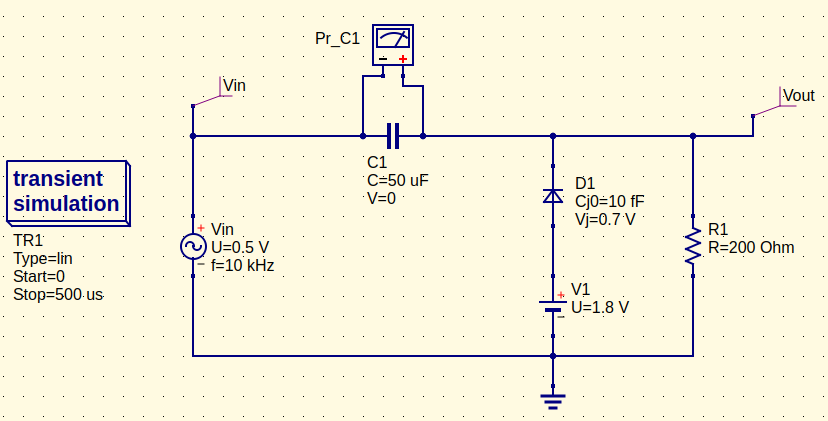 Pr_C1
Vin
Vout
C1
C=50 uF
V=0
transient
simulation
TR1
Type=lin
Start=0
Stop=500 us
Vin
U=0.5 V
f=10 kHz
D1
Cj0=10 fF
Vj=0.7 V
R1
R=200 Ohm
V1
U=1.8 V